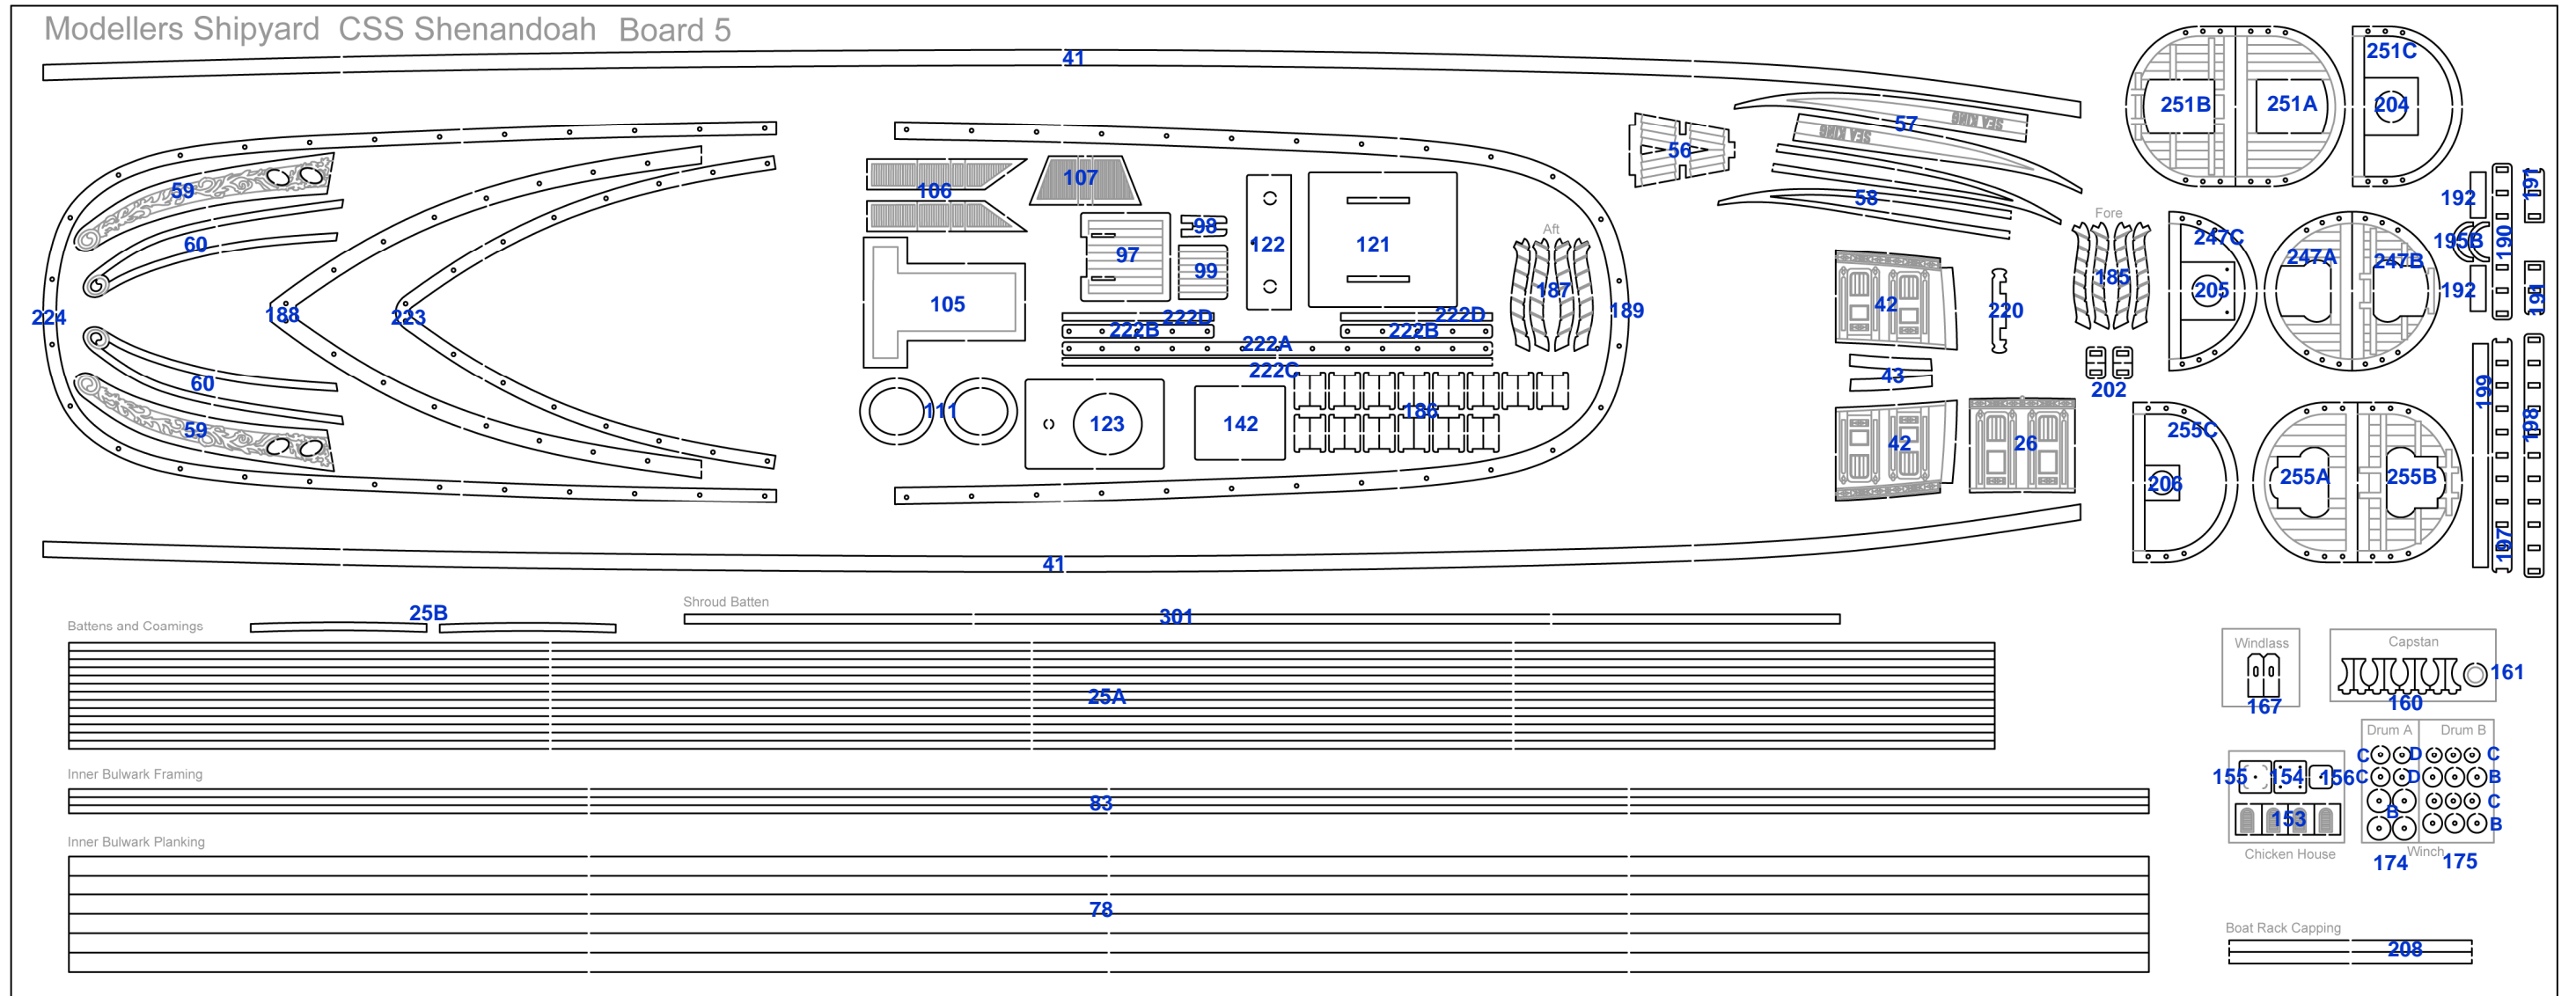 Modellers Shipyard CSS Shenandoah Board 5
41
251C
251B
251A
204
57
SEA KING
SEA KING
56
59
106
107
58
192
191
60
98
Fore
247C
195B
190
97
122
121
Aft
99
247A
247B
185
205
187
192
191
105
42
220
224
188
223
222D
222D
189
222B
222B
222A
222C
43
60
202
199
111
123
142
186
198
59
42
26
255C
206
255A
255B
197
41
Shroud Batten
25B
301
Battens and Coamings
25A
Windlass
167
Capstan
161
160
Drum A
Drum B
C
D
C
155
154
156
C
D
B
B
C
B
153
Chicken House
Winch
174
175
Inner Bulwark Framing
83
Inner Bulwark Planking
78
Boat Rack Capping
208